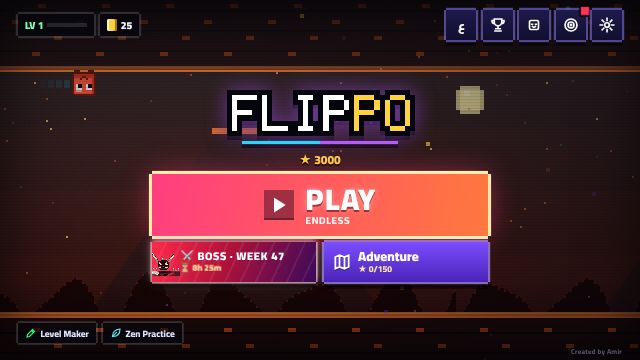 LV 1
25
ع
FLIPPO
★ 3000
PLAY
ENDLESS
⚔ BOSS · WEEK 47
⌛ 8h 25m
Adventure
★ 0/150
Level Maker
Zen Practice
Created by Amir